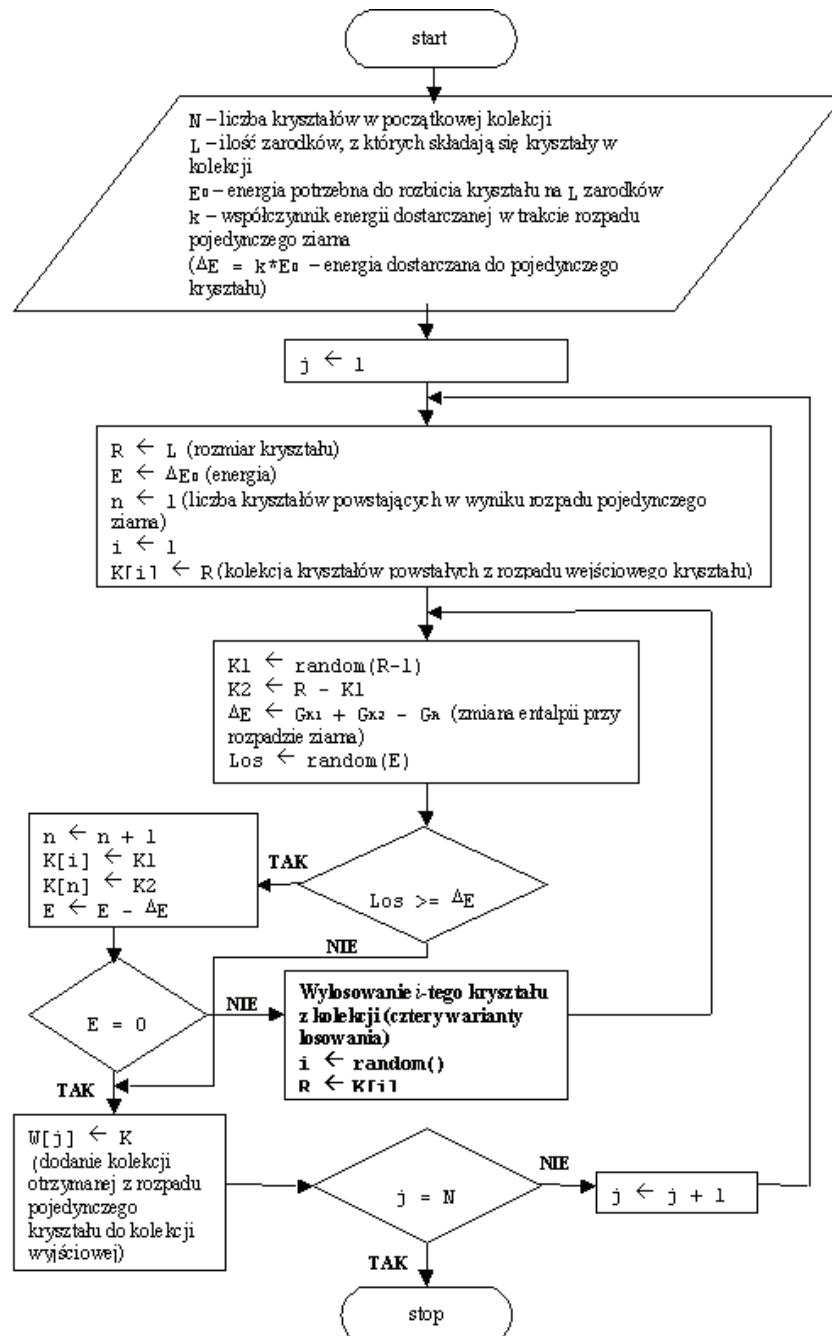 start
N – liczba kryształów w początkowej kolekcji
L – ilość zarodków, z których składają się kryształy w
kolekcji
E0 – energia potrzebna do rozbicia kryształu na L zarodków
k – współczynnik energii dostarczanej w trakcie rozpadu
pojedynczego ziarna
(ΔE = k*E0 – energia dostarczana do pojedynczego
kryształu)
j ← 1
R ← L (rozmiar kryształu)
E ← ΔE0 (energia)
n ← 1 (liczba kryształów powstających w wyniku rozpadu pojedynczego
ziarna)
i ← 1
K[i] ← R (kolekcja kryształów powstałych z rozpadu wejściowego kryształu)
K1 ← random(R-1)
K2 ← R - K1
ΔE ← GK1 + GK2 - GR (zmiana entalpii przy
rozpadzie ziarna)
Los ← random(E)
n ← n + 1
K[i] ← K1
K[n] ← K2
E ← E - ΔE
TAK
Los >= ΔE
NIE
E = 0
NIE
Wylosowanie i-tego kryształu
z kolekcji (cztery warianty
losowania)
i ← random()
R ← K[i]
TAK
W[j] ← K
(dodanie kolekcji
otrzymanej z rozpadu
pojedynczego
kryształu do kolekcji
wyjściowej)
j = N
NIE
j ← j + 1
TAK
stop